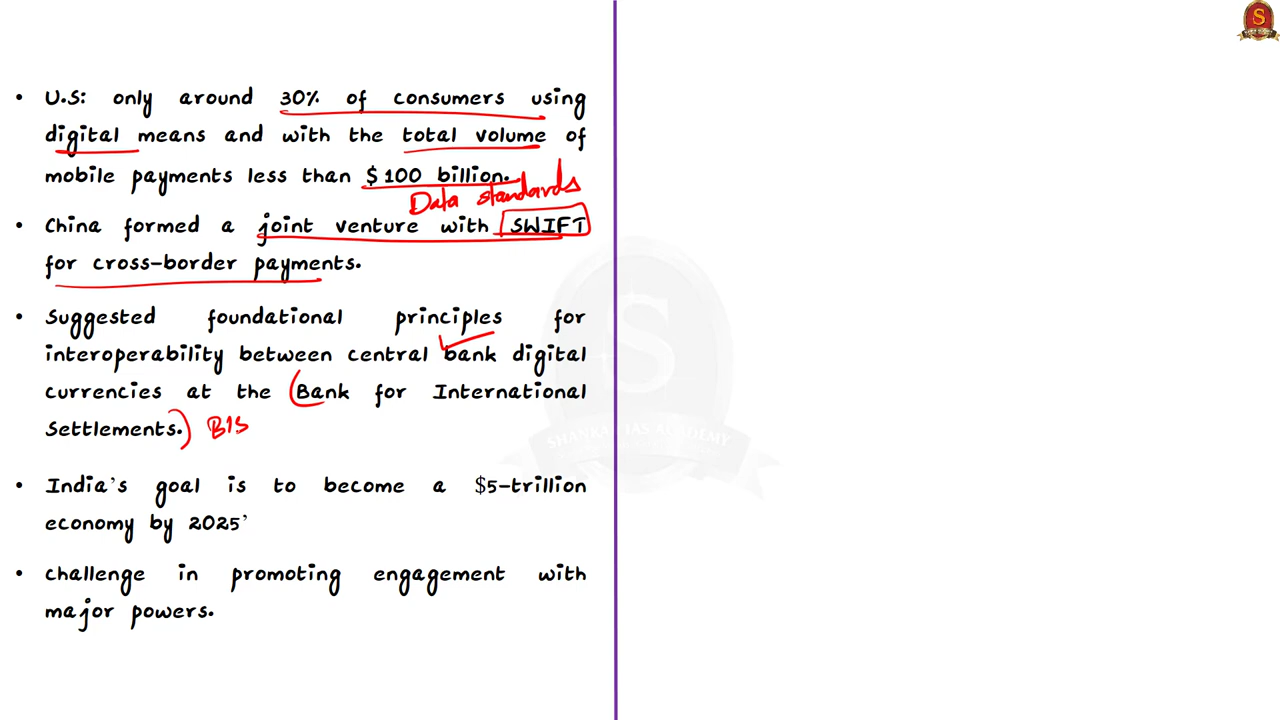 • U.S: only around 30% of consumers using
digital means and with the total volume of
mobile payments less than $100 billion.
Data standards
• China formed a joint venture with SWIFT
for cross-border payments.
• Suggested foundational principles for
interoperability between central bank digital
currencies at the (Bank for International
Settlements.) BIS
• India's goal is to become a $5-trillion
economy by 2025'
• Challenge in promoting engagement with
major powers.
S
SHANKAR IAS ACADEMY
S